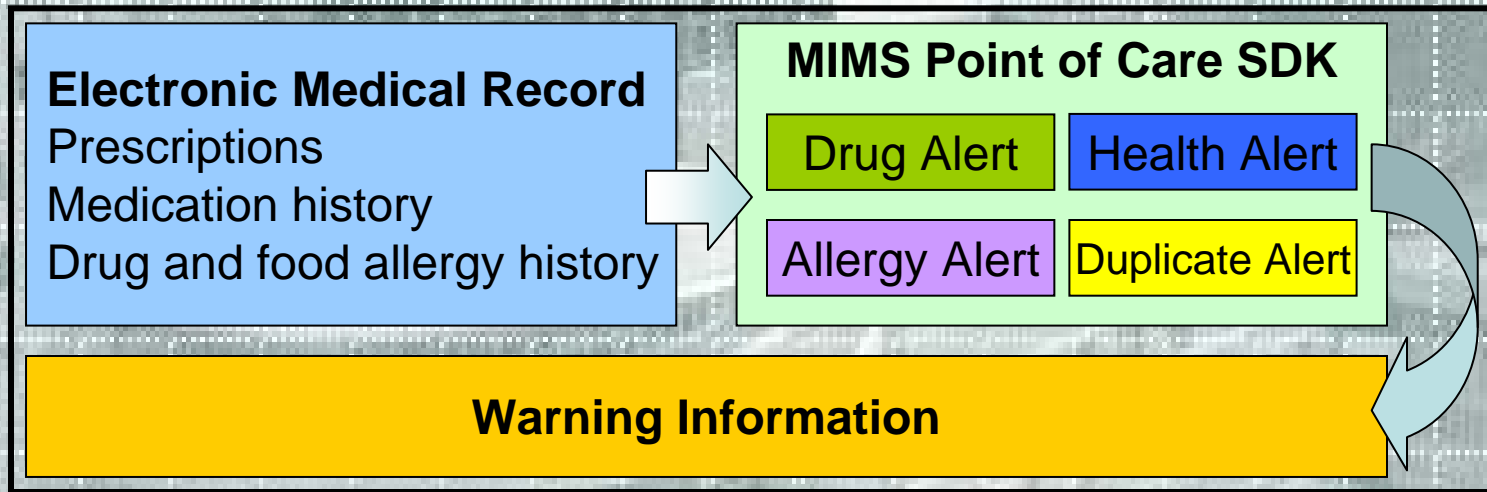 Electronic Medical Record
Prescriptions
Medication history
Drug and food allergy history
MIMS Point of Care SDK
Drug Alert
Health Alert
Allergy Alert
Duplicate Alert
Warning Information